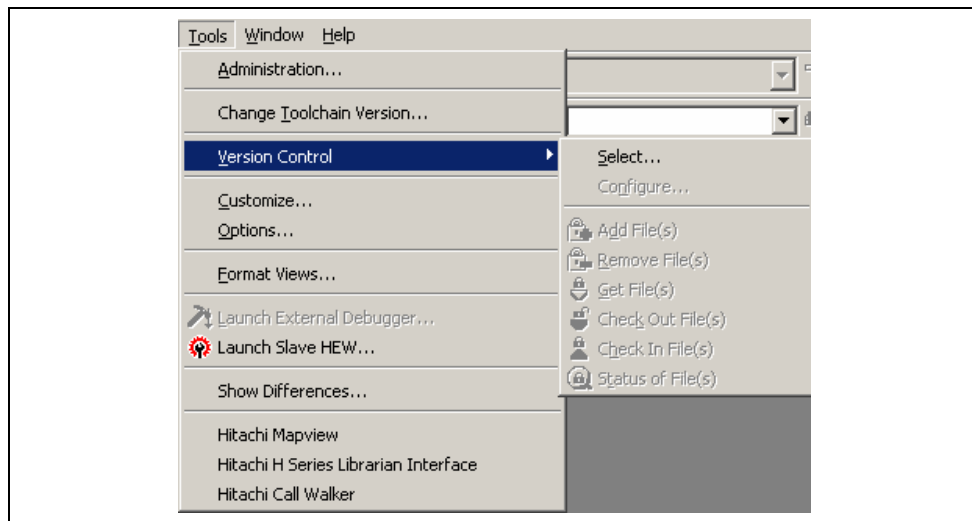 Tools Window Help
Administration...
Change Toolchain Version...
Version Control
Customize...
Options...
Format Views...
Launch External Debugger...
Launch Slave HEW...
Show Differences...
Hitachi Mapview
Hitachi H Series Librarian Interface
Hitachi Call Walker
Select...
Configure...
Add File(s)
Remove File(s)
Get File(s)
Check Out File(s)
Check In File(s)
Status of File(s)